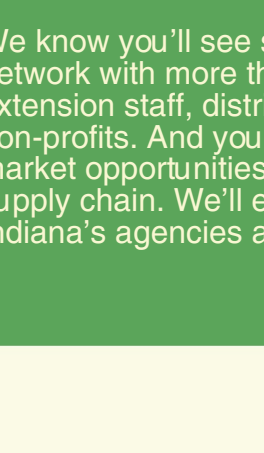 We know you'll see s
etwork with more th
xtension staff, distr
on-profits. And you
arket opportunities
upply chain. We'll e
ndiana's agencies a